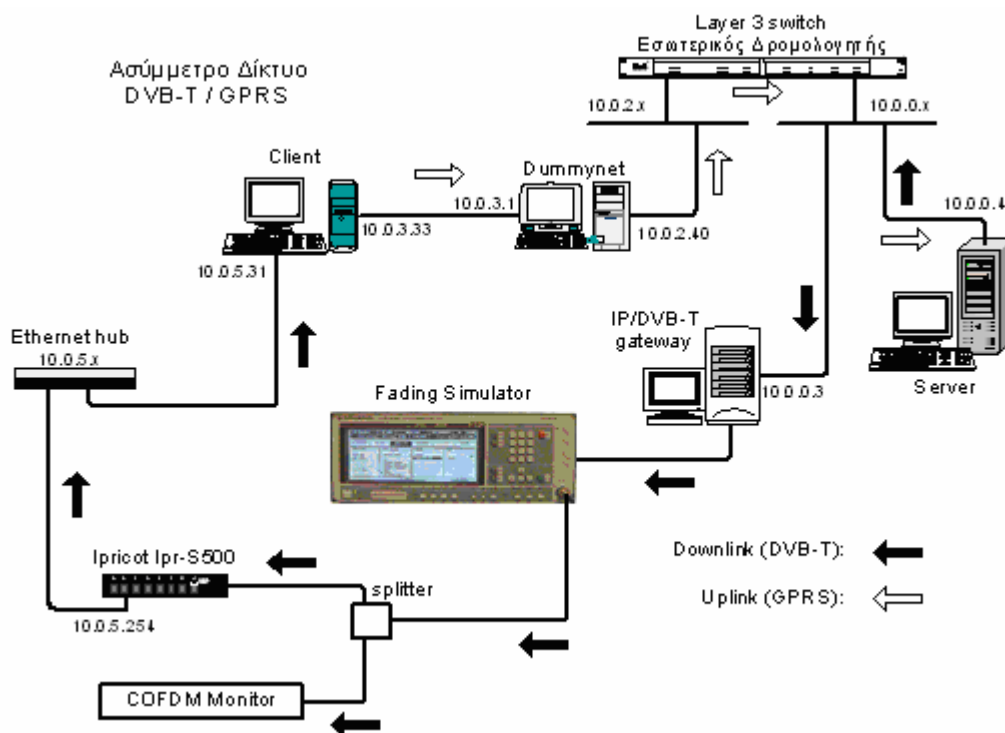 Layer 3 switch
Εσωτερικός Δρομολογητής
Ασύμμετρο Δίκτυο
DVB-T / GPRS
10.0.2.x
10.0.0.x
Client
Dummynet
10.0.3.1
10.0.3.33
10.0.2.40
10.0.0.4
10.0.5.31
Ethernet hub
10.0.5.x
IP/DVB-T
gateway
10.0.0.3
Server
Fading Simulator
Ipricot Ipr-S500
splitter
10.0.5.254
Downlink (DVB-T):
Uplink (GPRS):
COFDM Monitor